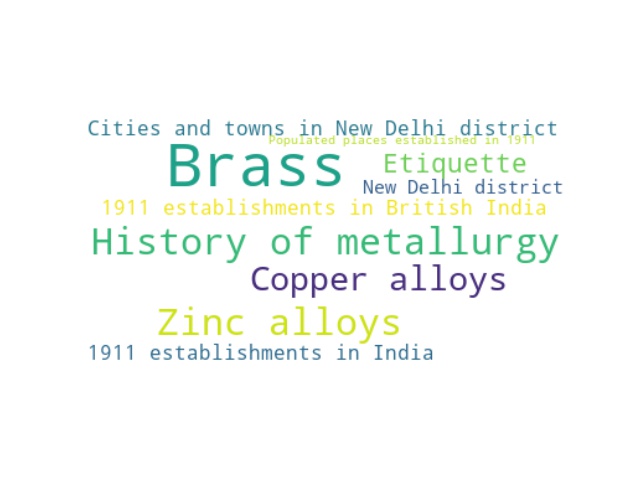 Cities and towns in New Delhi district
Populated places established in 1911
Brass
Etiquette
New Delhi district
1911 establishments in British India
History of metallurgy
Copper alloys
Zinc alloys
1911 establishments in India